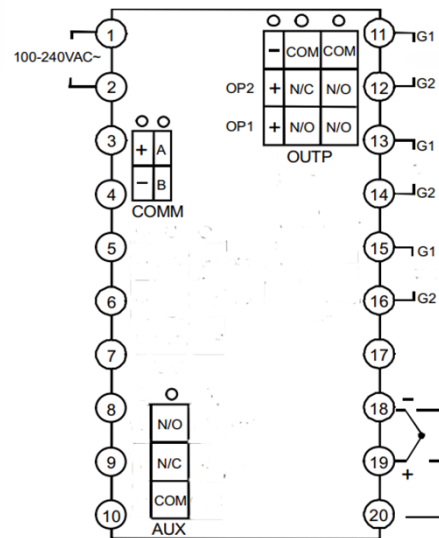 1
100-240VAC~
2
3
+ A
4
- B
COMM
5
6
7
8
N/O
9
N/C
10
COM
AUX
- COM COM
OP2 + N/C N/O
OP1 + N/O N/O
OUTP
11 G1
12 G2
13 G1
14 G2
15 G1
16 G2
17
18 -
19 +
20